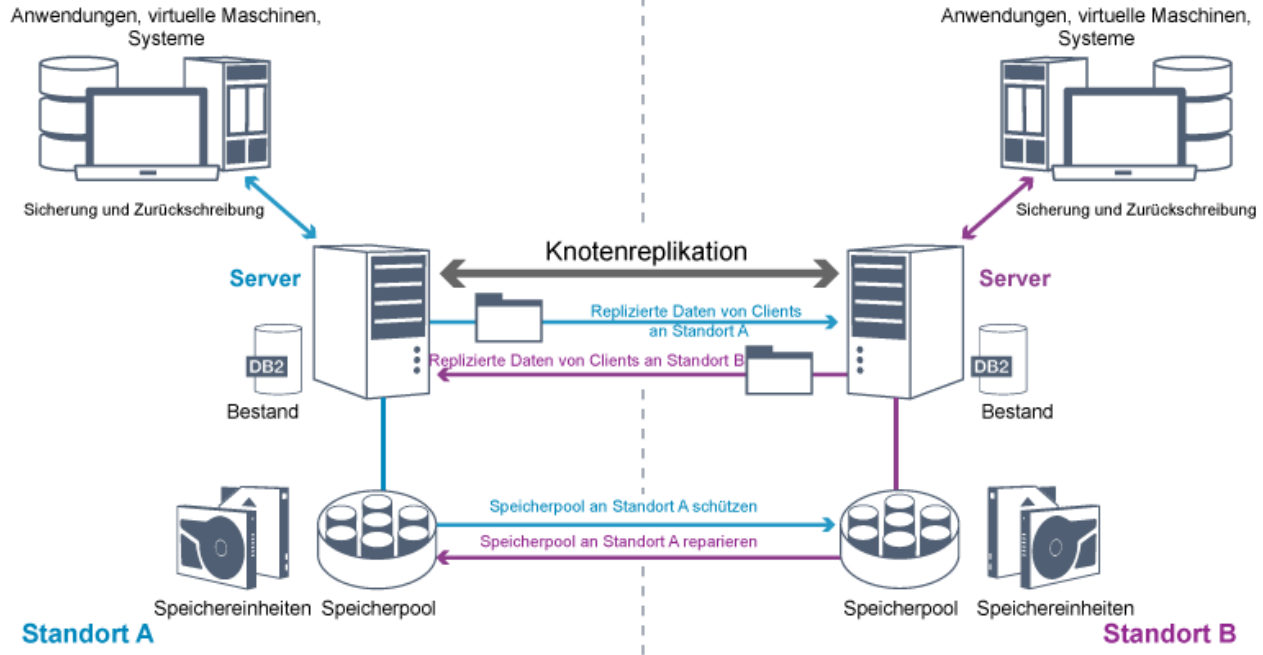 Anwendungen, virtuelle Maschinen,
Systeme
Anwendungen, virtuelle Maschinen,
Systeme
Sicherung und Zurückschreibung
Sicherung und Zurückschreibung
Knotenreplikation
Server
Server
Replizierte Daten von Clients
an Standort A
Replizierte Daten von Clients an Standort B
DB2
DB2
Bestand
Bestand
Speicherpool an Standort A schützen
Speicherpool an Standort A reparieren
Speichereinheiten
Speicherpool
Speicherpool
Speichereinheiten
Standort A
Standort B